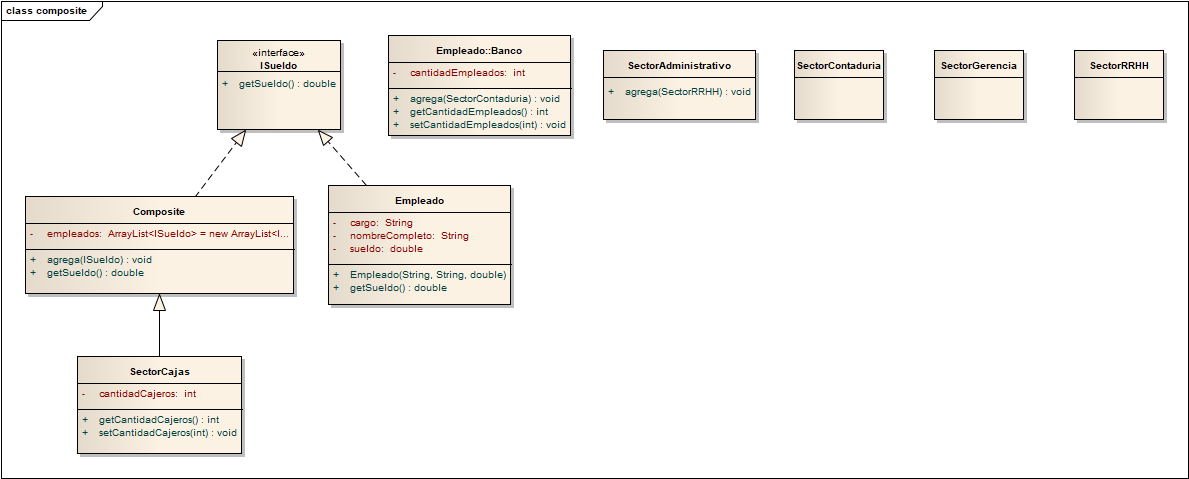 class composite
«interface»
ISueldo
+ getSueldo() : double
Empleado::Banco
- cantidadEmpleados: int
+ agrega(SectorContaduria) : void
+ getCantidadEmpleados() : int
+ setCantidadEmpleados(int) : void
SectorAdministrativo
+ agrega(SectorRRHH) : void
SectorContaduria
SectorGerencia
SectorRRHH
Composite
- empleados: ArrayList<ISueldo> = new ArrayList<I...
+ agrega(ISueldo) : void
+ getSueldo() : double
Empleado
- cargo: String
- nombreCompleto: String
- sueldo: double
+ Empleado(String, String, double)
+ getSueldo() : double
SectorCajas
- cantidadCajeros: int
+ getCantidadCajeros() : int
+ setCantidadCajeros(int) : void